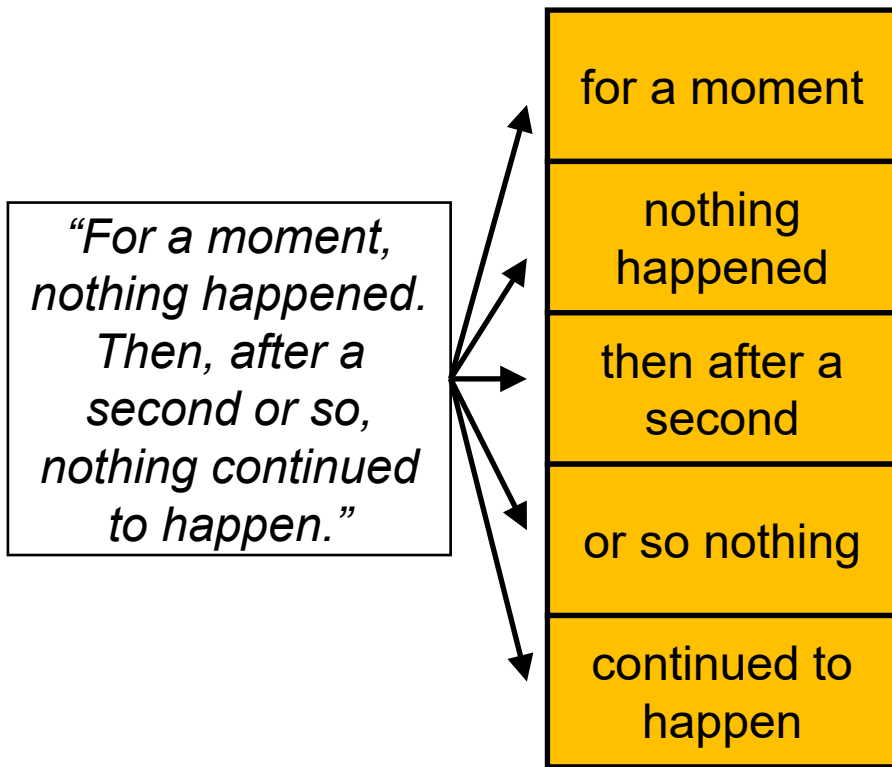 “For a moment,
nothing happened.
Then, after a
second or so,
nothing continued
to happen.”
for a moment
nothing
happened
then after a
second
or so nothing
continued to
happen